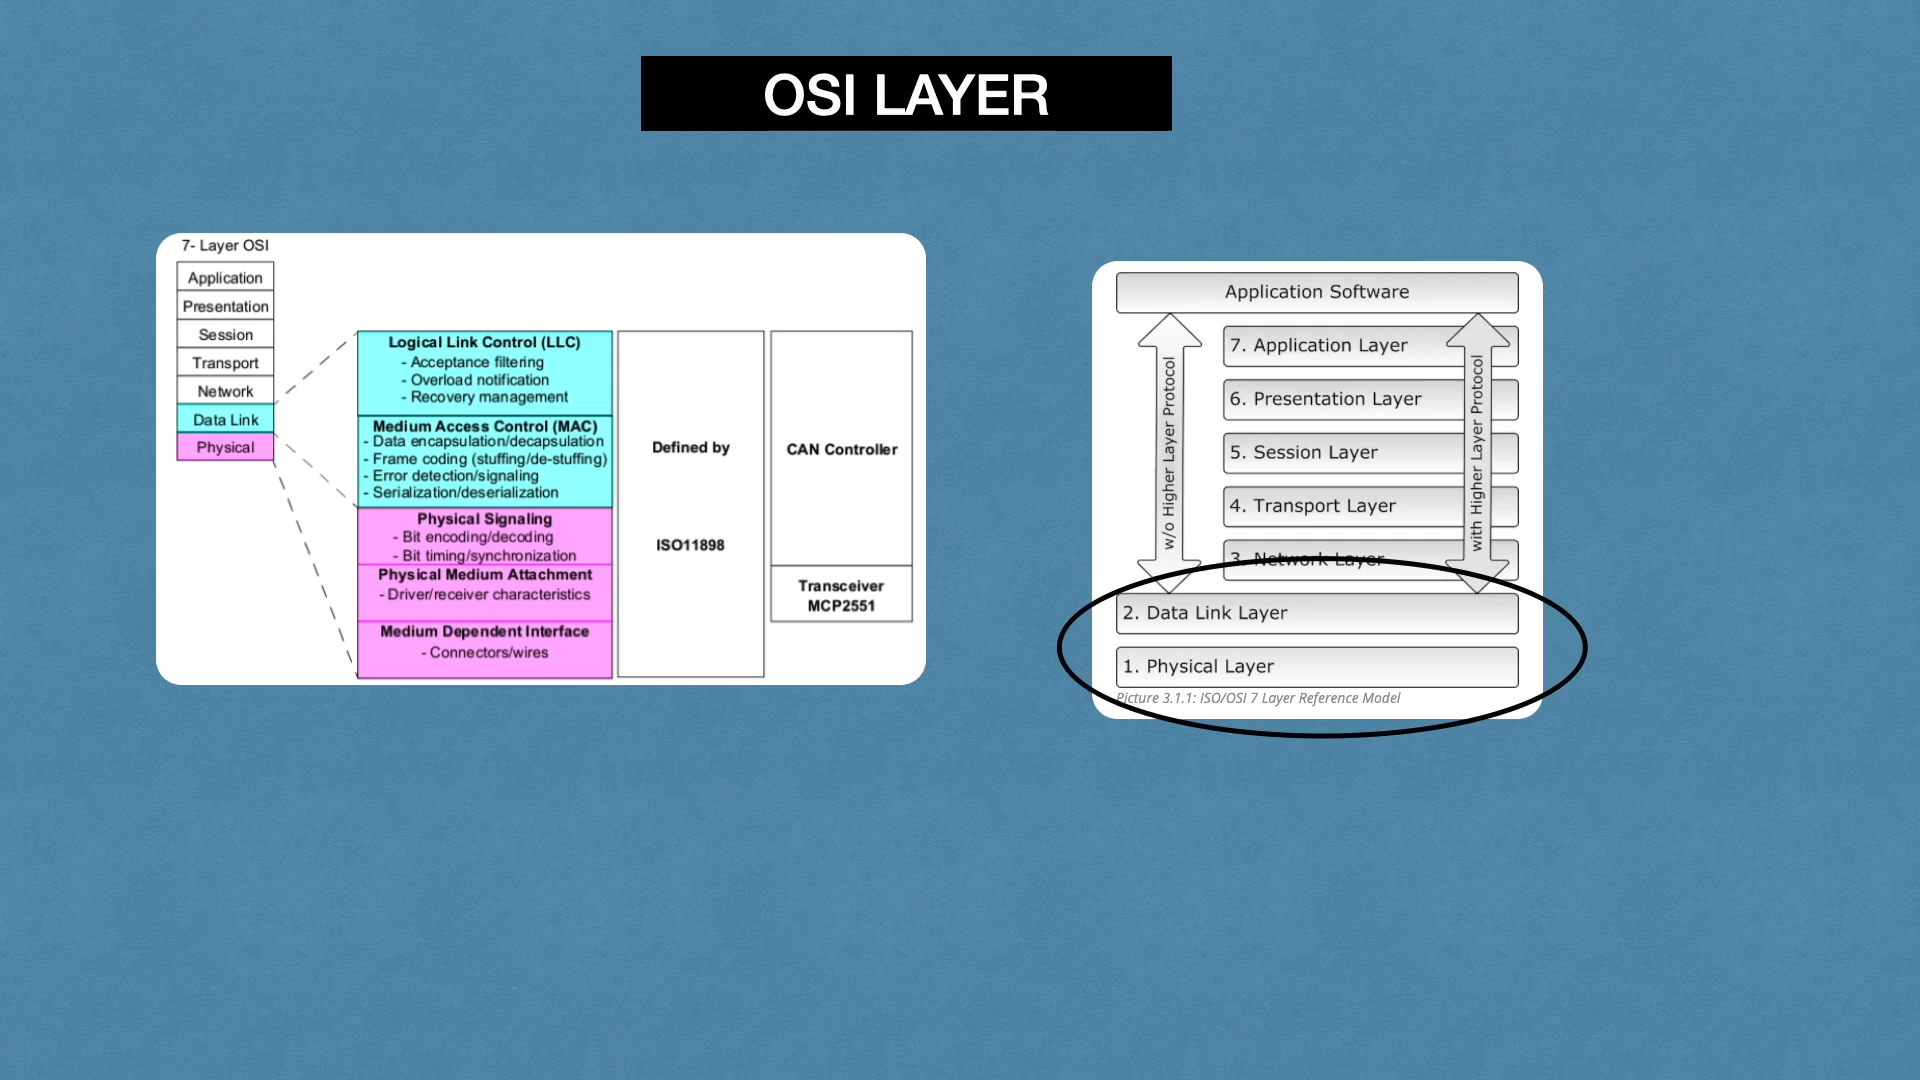 OSI LAYER
7- Layer OSI
Application
Presentation
Session
Transport
Network
Data Link
Physical
Logical Link Control (LLC)
- Acceptance filtering
- Overload notification
- Recovery management
Medium Access Control (MAC)
- Data encapsulation/decapsulation
- Frame coding (stuffing/de-stuffing)
- Error detection/signaling
- Serialization/deserialization
Physical Signaling
- Bit encoding/decoding
- Bit timing/synchronization
Physical Medium Attachment
- Driver/receiver characteristics
Medium Dependent Interface
- Connectors/wires
Defined by
ISO11898
CAN Controller
Transceiver
MCP2551
Application Software
w/o Higher Layer Protocol
7. Application Layer
6. Presentation Layer
5. Session Layer
4. Transport Layer
3. Network Layer
with Higher Layer Protocol
2. Data Link Layer
1. Physical Layer
Picture 3.1.1: ISO/OSI 7 Layer Reference Model